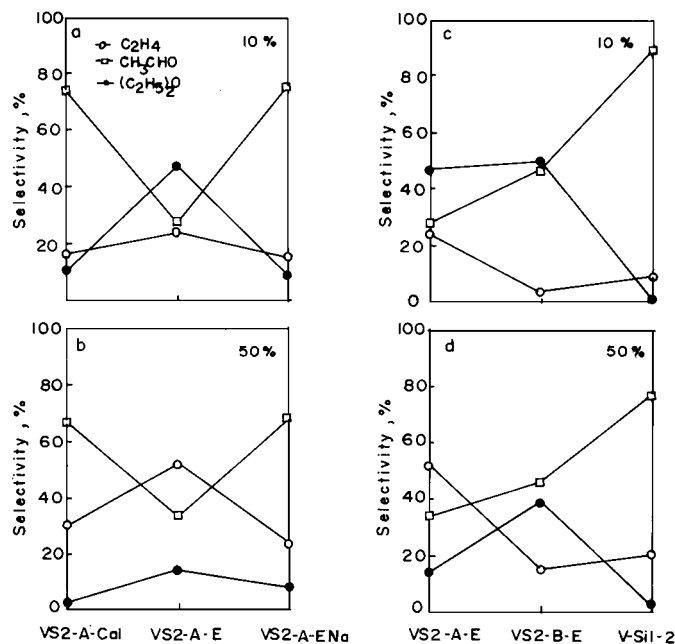 a
10 %
C2H4
CH3CHO
(C2H5)2O
100
80
60
40
20
Selectivity , %
c
10 %
100
80
60
40
20
0
Selectivity , %
b
50 %
100
80
60
40
20
0
Selectivity , %
VS2-A-Cal
VS2-A-E
VS2-A-ENa
d
50 %
100
80
60
40
20
0
Selectivity , %
VS2-A-E
VS2-B-E
V-Sil-2